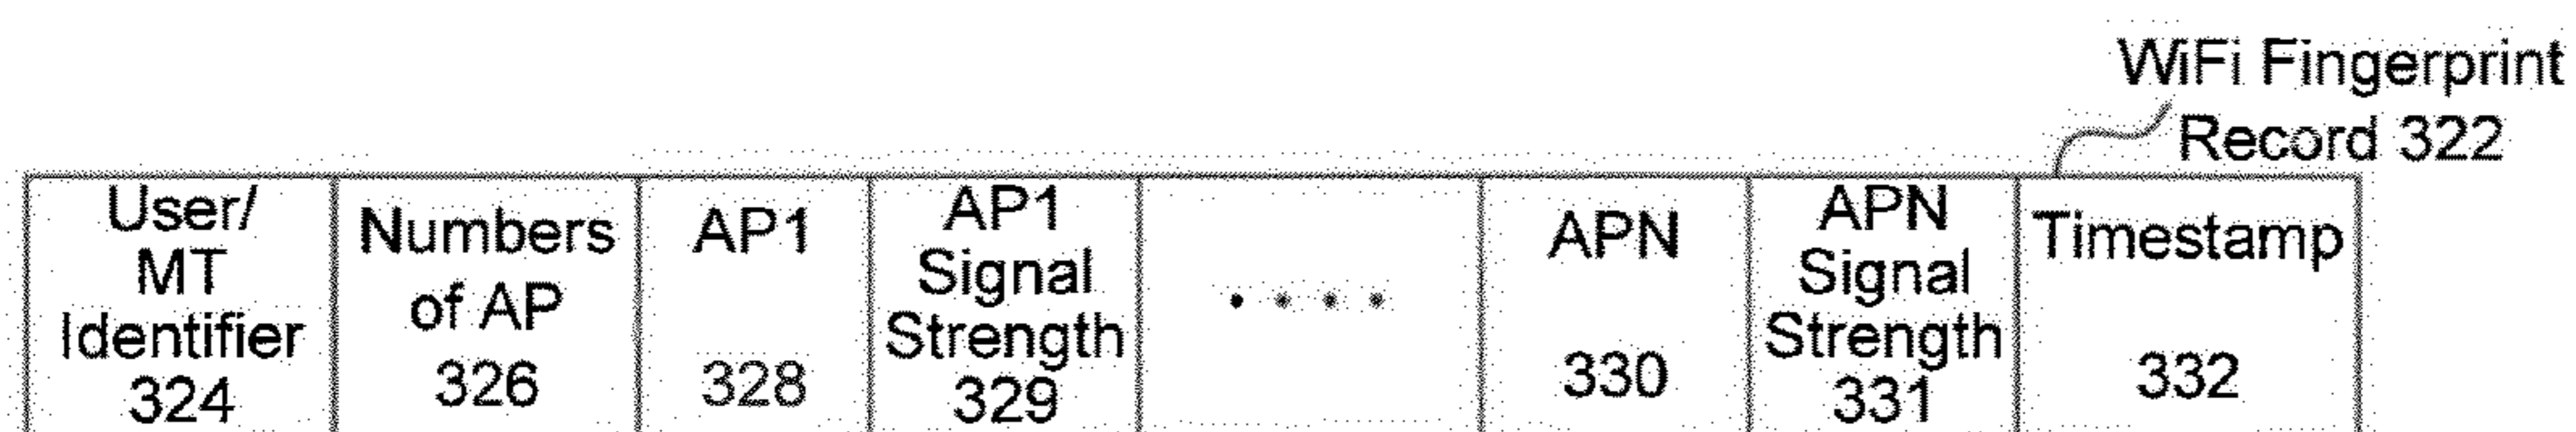 WiFi Fingerprint
Record 322
User/
MT
Identifier
324
Numbers
of AP
326
AP1
328
AP1
Signal
Strength
329
. . . .
APN
330
APN
Signal
Strength
331
Timestamp
332